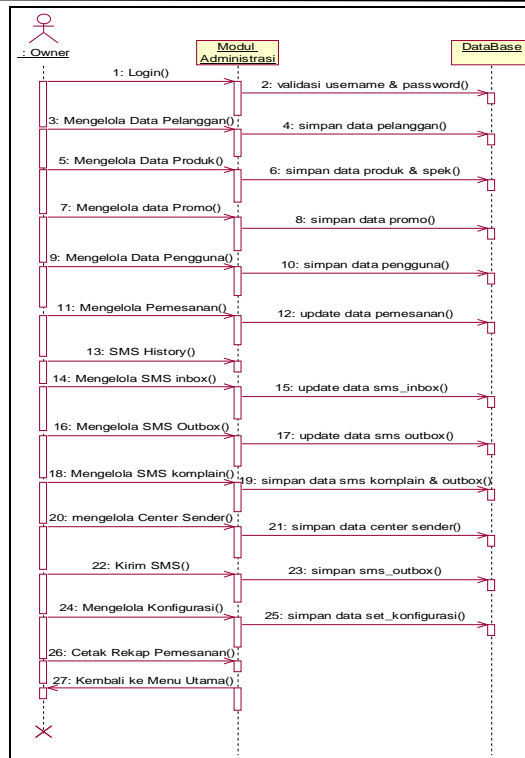 : Owner
Modul
Administrasi
DataBase
1: Login()
2: validasi username & password()
3: Mengelola Data Pelanggan()
4: simpan data pelanggan()
5: Mengelola Data Produk()
6: simpan data produk & spek()
7: Mengelola data Promo()
8: simpan data promo()
9: Mengelola Data Pengguna()
10: simpan data pengguna()
11: Mengelola Pemesanan()
12: update data pemesanan()
13: SMS History()
14: Mengelola SMS inbox()
15: update data sms_inbox()
16: Mengelola SMS Outbox()
17: update data sms outbox()
18: Mengelola SMS komplain()
19: simpan data sms komplain & outbox()
20: mengelola Center Sender()
21: simpan data center sender()
22: Kirim SMS()
23: simpan sms_outbox()
24: Mengelola Konfigurasi()
25: simpan data set_konfigurasi()
26: Cetak Rekap Pemesanan()
27: Kembali ke Menu Utama()